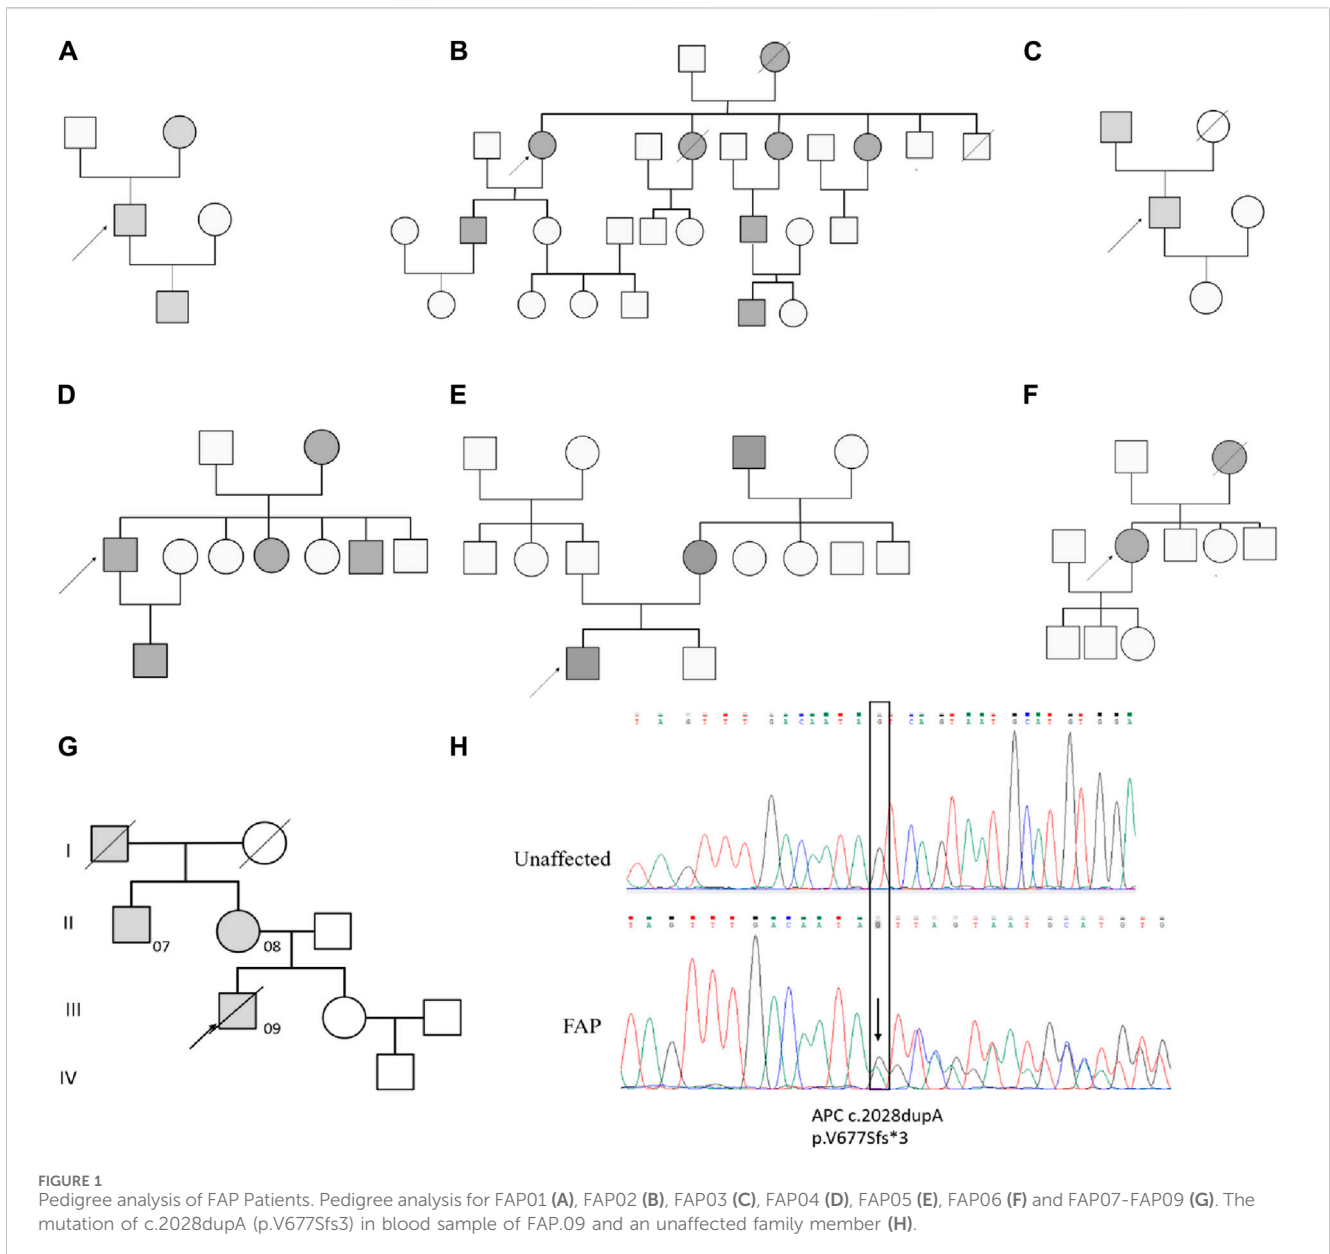 A
B
C
D
E
F
G
H
I
II
III
IV
07
08
09
T A G T T T G A C A A T A G T C A G T A A T G C A T G T G G A
Unaffected
T A G T T T G A C A A T A G T T A G T A A T G C A T G T G
FAP
APC c.2028dupA
p.V677Sfs*3
FIGURE 1
Pedigree analysis of FAP Patients. Pedigree analysis for FAP01 (A), FAP02 (B), FAP03 (C), FAP04 (D), FAP05 (E), FAP06 (F) and FAP07-FAP09 (G). The
mutation of c.2028dupA (p.V677Sfs3) in blood sample of FAP.09 and an unaffected family member (H).